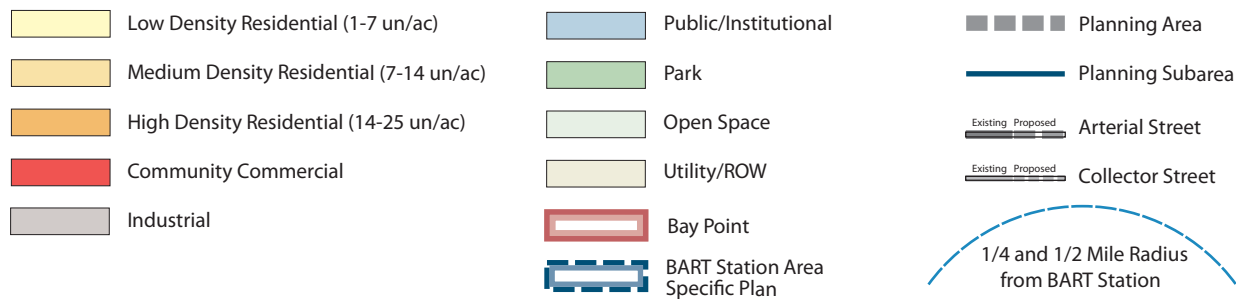 Low Density Residential (1-7 un/ac)
Medium Density Residential (7-14 un/ac)
High Density Residential (14-25 un/ac)
Community Commercial
Industrial
Public/Institutional
Park
Open Space
Utility/ROW
Bay Point
BART Station Area
Specific Plan
Planning Area
Planning Subarea
Existing Proposed
Arterial Street
Existing Proposed
Collector Street
1/4 and 1/2 Mile Radius
from BART Station